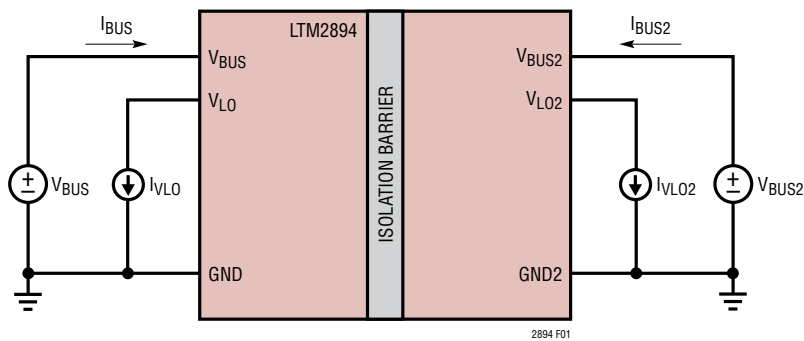 IBUS
IBUS2
LTM2894
VBUS
VBUS2
VLO
VLO2
ISOLATION BARRIER
+
−
VBUS
IVLO
IVLO2
+
−
VBUS2
GND
GND2
2894 F01